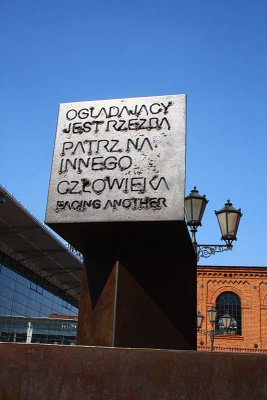 OGLĄDAJĄCY
JEST RZEŹBĄ
PATRZ NA
INNEGO
CZŁOWIEKA
FACING ANOTHER